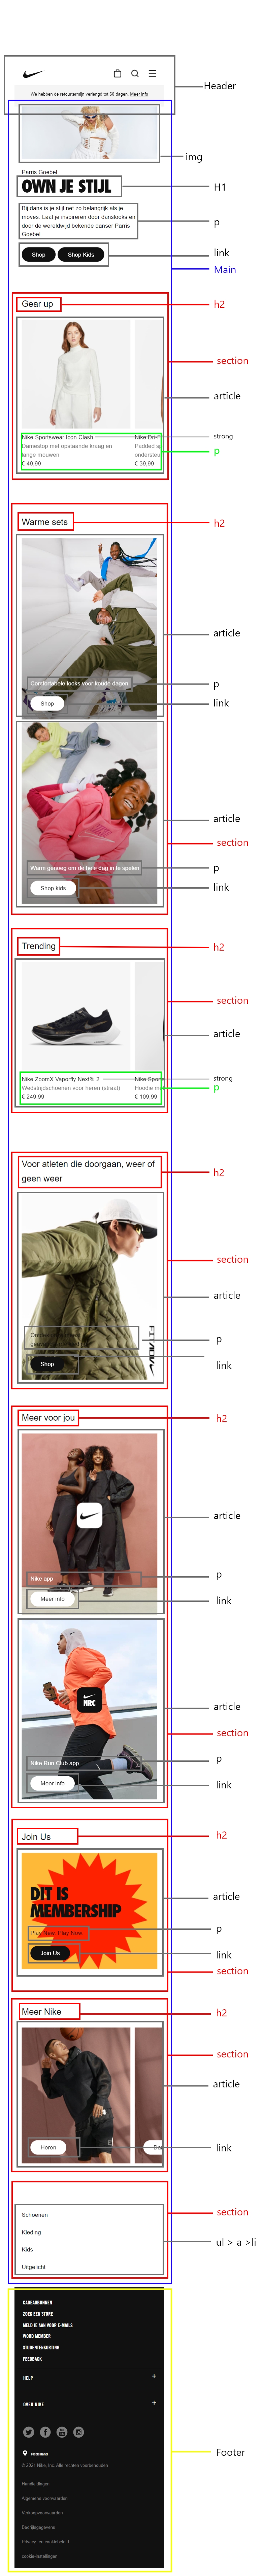 Header
We hebben de retourtermijn verlengd tot 60 dagen. Meer info
img
Parris Goebel
OWN JE STIJL
H1
Bij dans is je stijl net zo belangrijk als je
moves. Laat je inspireren door danslooks en
door de wereldwijd bekende danser Parris
Goebel
p
Shop
Shop Kids
link
Main
Gear up
h2
section
article
Nike Sportswear Icon Clash
Nike Dri-F
strong
Damestop met opstaande kraag en
lange mouwen
Padded s
ondersteu
p
€ 49,99
€ 39,99
Warme sets
h2
article
Comfortabele looks voor koude dagen
p
Shop
link
article
section
Warm genoeg om de hele dag in te spelen
p
Shop kids
link
Trending
h2
section
article
Nike ZoomX Vaporfly Next% 2
Nike Spor
strong
Wedstrijdschoenen voor heren (straat)
Hoodie m
p
€ 249,99
€ 109,99
Voor atleten die doorgaan, weer of
geen weer
h2
section
article
p
Shop
link
Meer voor jou
h2
article
Nike app
p
Meer info
link
NRC
article
section
Nike Run Club app
p
Meer info
link
Join Us
h2
DIT IS
MEMBERSHIP
article
Play New. Play Now.
p
Join Us
link
section
Meer Nike
h2
section
article
Heren
link
section
Schoenen
Kleding
ul > a >li
Kids
Uitgelicht
CADEAUBONNEN
ZOEK EEN STORE
MELD JE AAN VOOR E-MAILS
WORD MEMBER
STUDENTENKORTING
FEEDBACK
HELP +
OVER NIKE +
Footer
Nederland
© 2021 Nike, Inc. Alle rechten voorbehouden
Handleidingen
Algemene voorwaarden
Verkoopvoorwaarden
Bedrijfsgegevens
Privacy- en cookiebeleid
cookie-instellingen